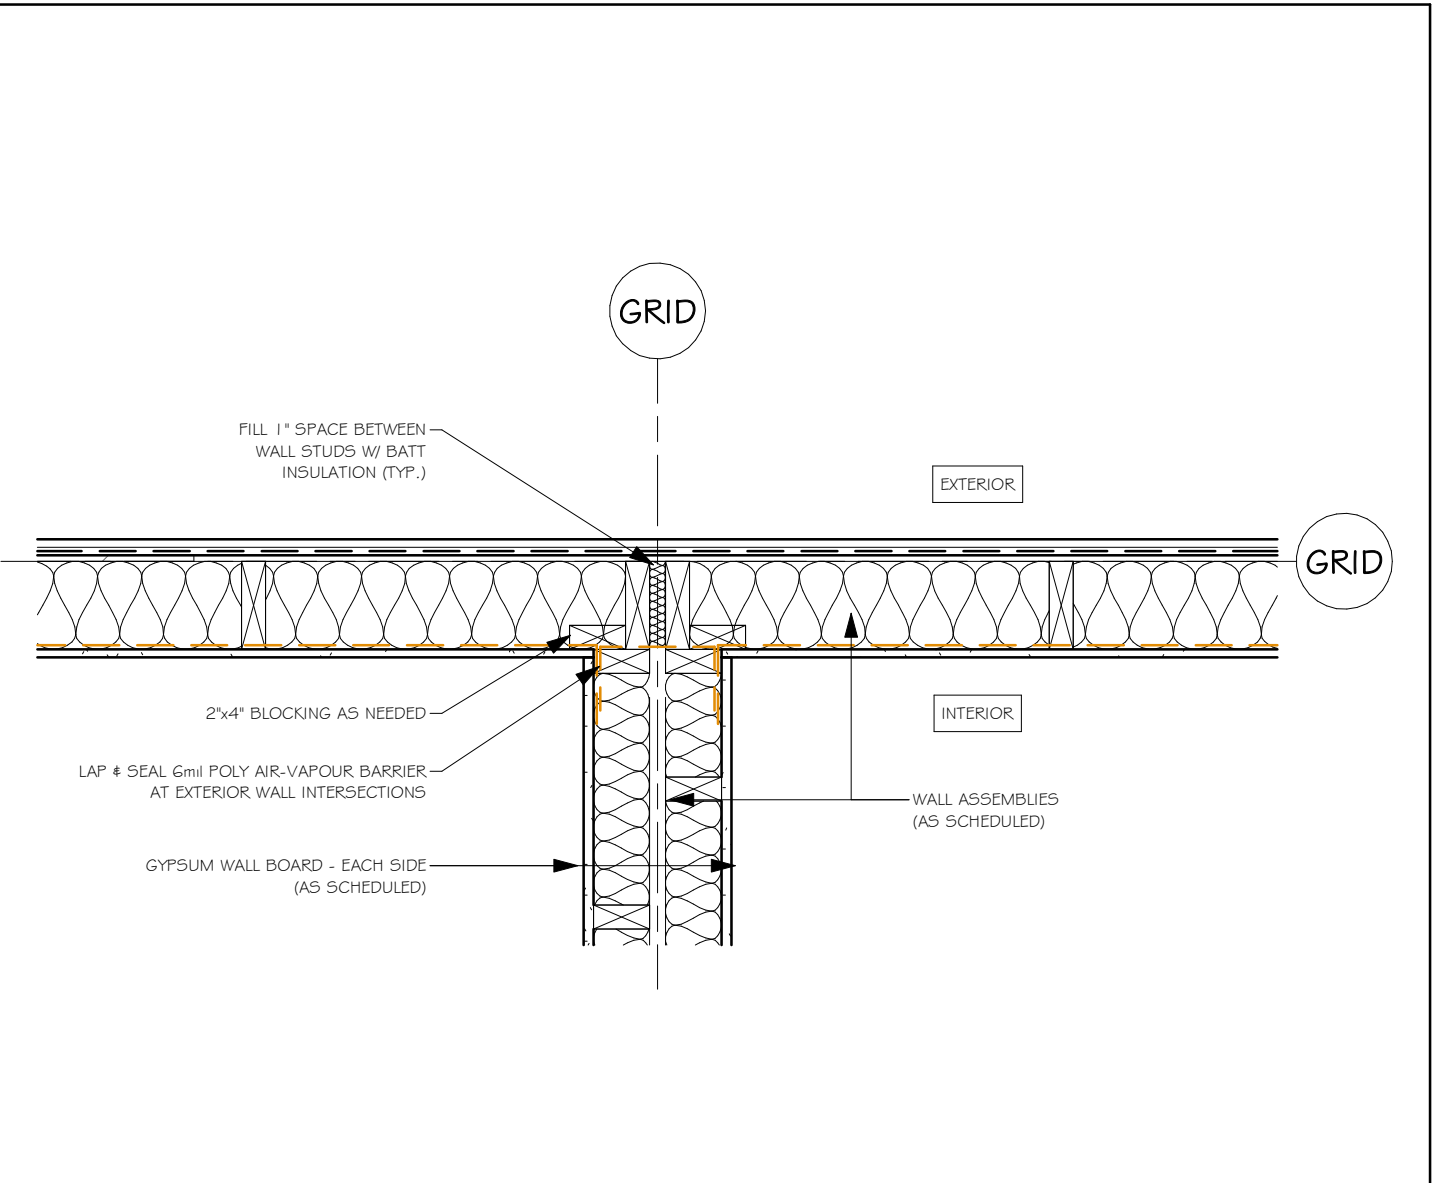 GRID
FILL 1" SPACE BETWEEN
WALL STUDS W/ BATT
INSULATION (TYP.)
EXTERIOR
GRID
2"x4" BLOCKING AS NEEDED
INTERIOR
LAP & SEAL 6mil POLY AIR-VAPOUR BARRIER
AT EXTERIOR WALL INTERSECTIONS
WALL ASSEMBLIES
(AS SCHEDULED)
GYPSUM WALL BOARD - EACH SIDE
(AS SCHEDULED)